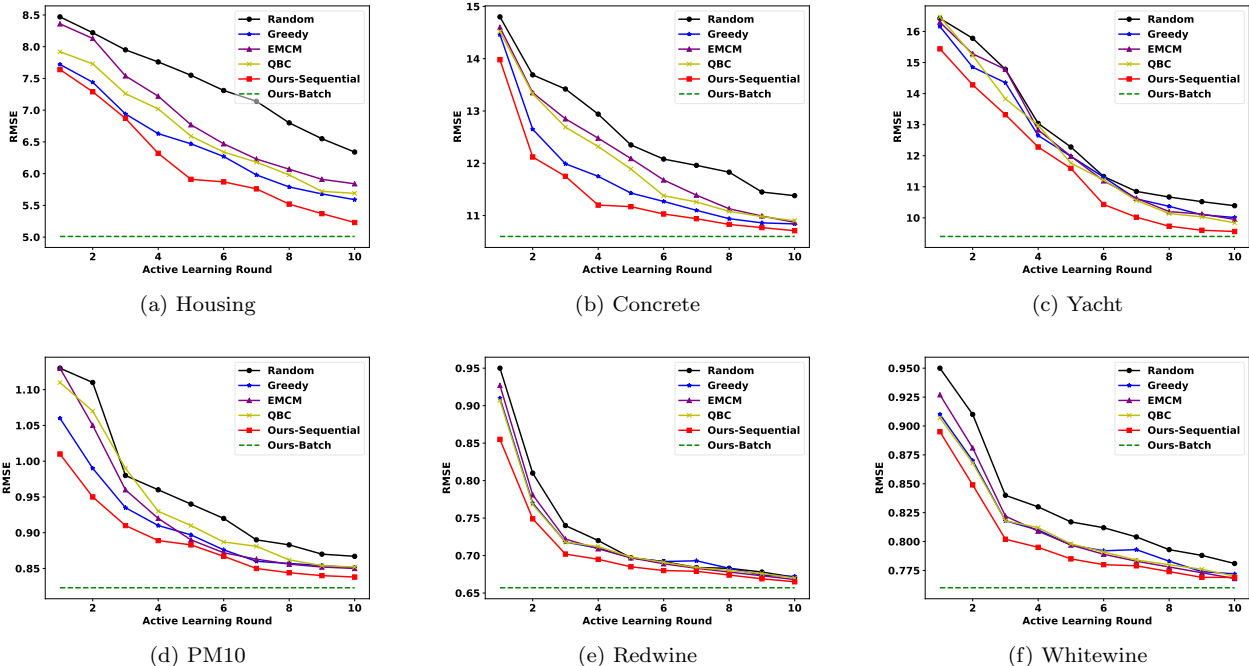 8.5
8.0
7.5
7.0
6.5
6.0
5.5
5.0
RMSE
2
4
6
8
10
Active Learning Round
Random
Greedy
EMCM
QBC
Ours-Sequential
Ours-Batch
(a) Housing
15
14
13
12
11
RMSE
2
4
6
8
10
Active Learning Round
Random
Greedy
EMCM
QBC
Ours-Sequential
Ours-Batch
(b) Concrete
16
15
14
13
12
11
10
RMSE
2
4
6
8
10
Active Learning Round
Random
Greedy
EMCM
QBC
Ours-Sequential
Ours-Batch
(c) Yacht
1.10
1.05
1.00
0.95
0.90
0.85
RMSE
2
4
6
8
10
Active Learning Round
Random
Greedy
EMCM
QBC
Ours-Sequential
Ours-Batch
(d) PM10
0.95
0.90
0.85
0.80
0.75
0.70
0.65
RMSE
2
4
6
8
10
Active Learning Round
Random
Greedy
EMCM
QBC
Ours-Sequential
Ours-Batch
(e) Redwine
0.950
0.925
0.900
0.875
0.850
0.825
0.800
0.775
RMSE
2
4
6
8
10
Active Learning Round
Random
Greedy
EMCM
QBC
Ours-Sequential
Ours-Batch
(f) Whitewine